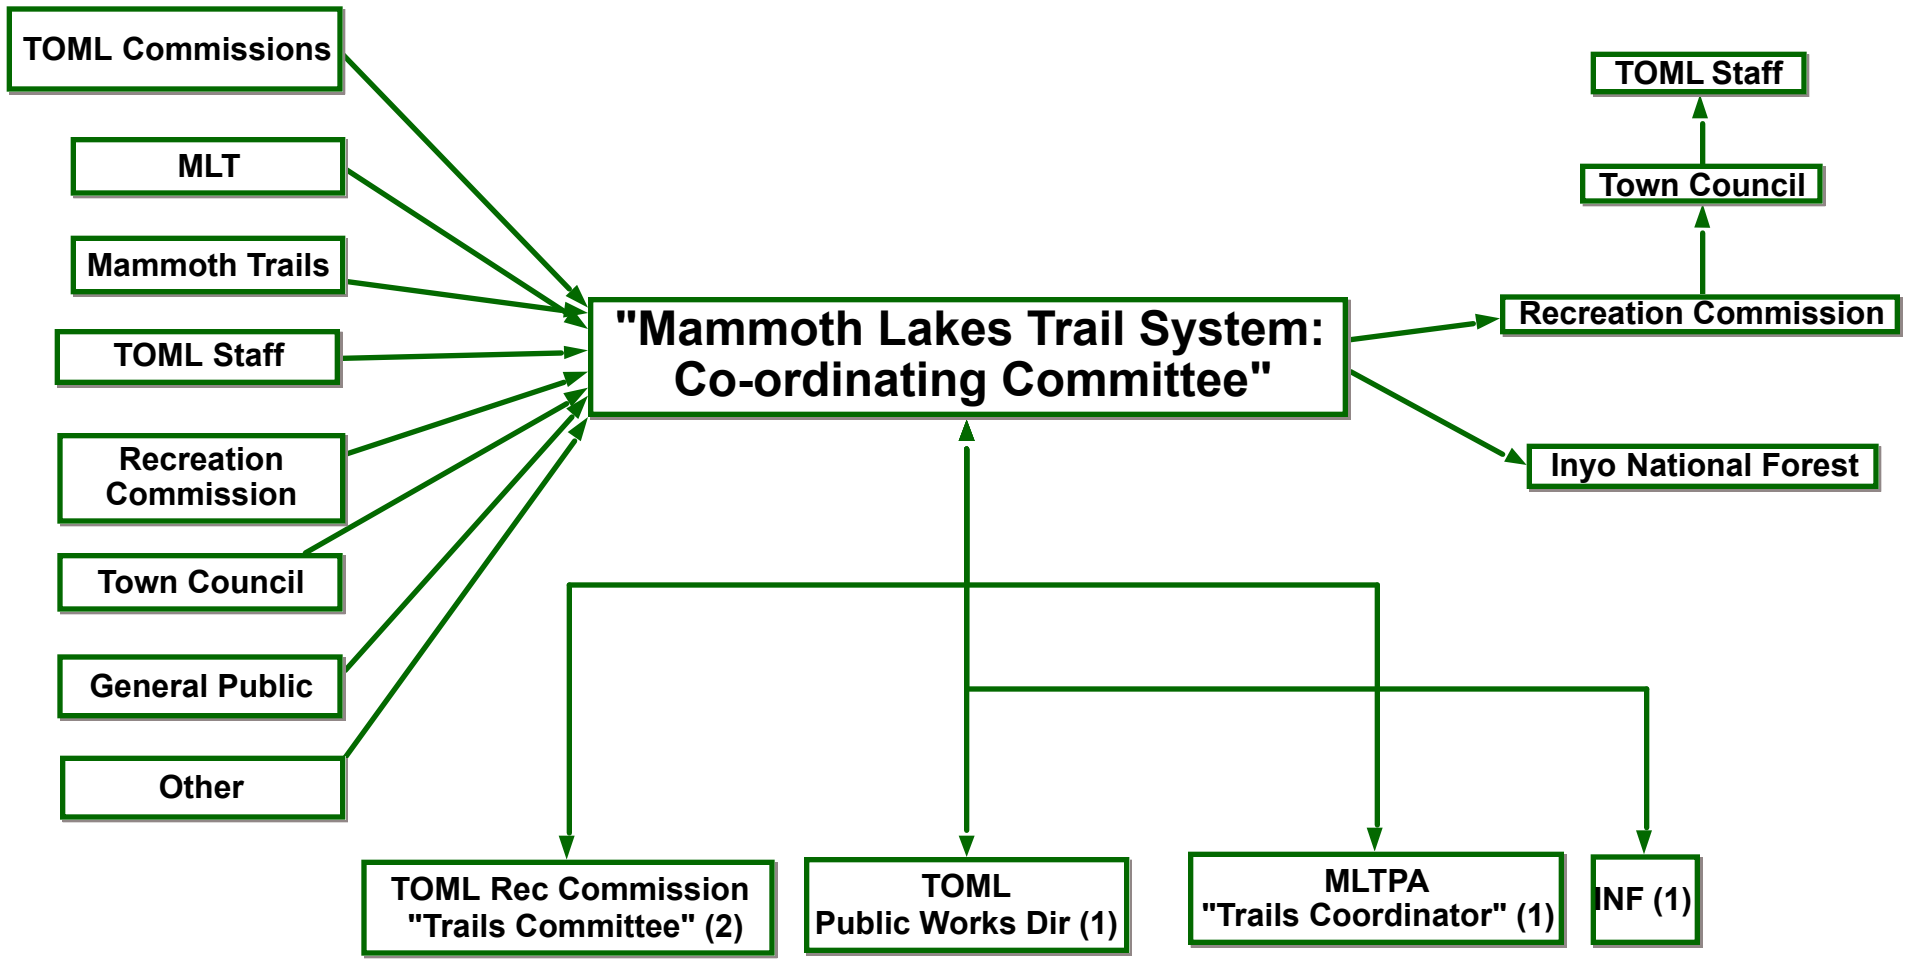 TOML Commissions
MLT
Mammoth Trails
TOML Staff
Recreation
Commission
Town Council
General Public
Other
"Mammoth Lakes Trail System:
Co-ordinating Committee"
TOML Staff
Town Council
Recreation Commission
Inyo National Forest
TOML Rec Commission
"Trails Committee" (2)
TOML
Public Works Dir (1)
MLTPA
"Trails Coordinator" (1)
INF (1)